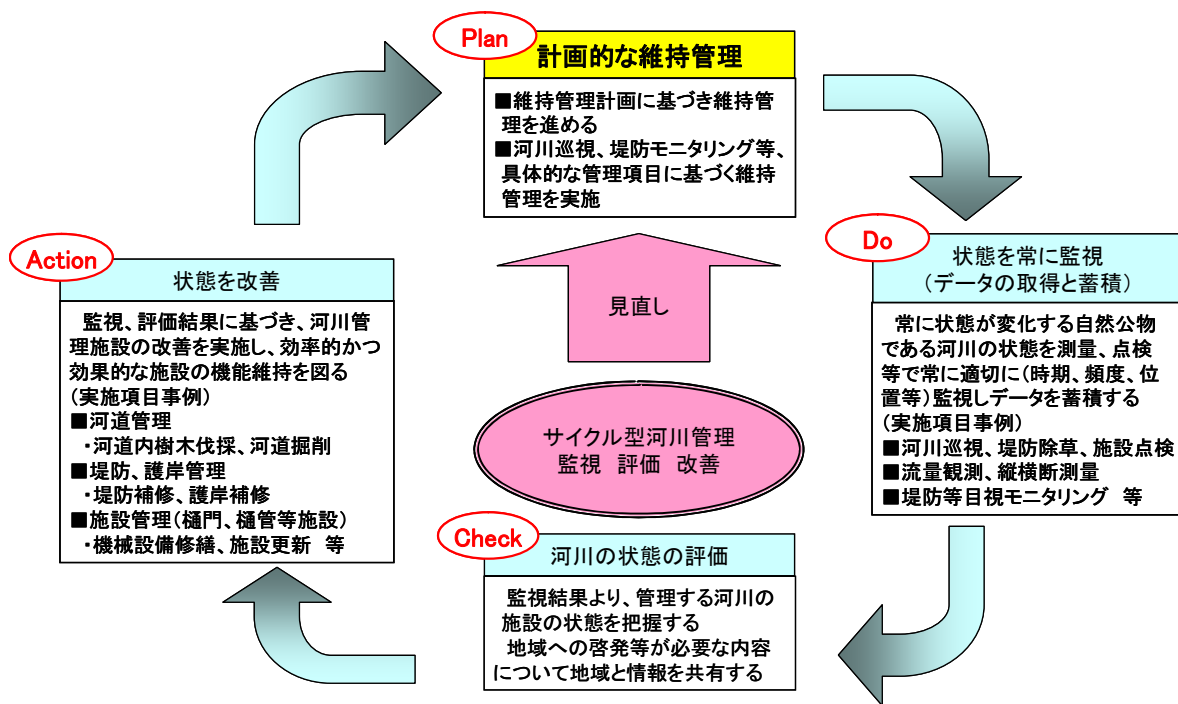 Plan
計画的な維持管理
■維持管理計画に基づき維持管
理を進める
■河川巡視、堤防モニタリング等、
具体的な管理項目に基づく維持
管理を実施
Do
状態を常に監視
(データの取得と蓄積)
常に状態が変化する自然公物
である河川の状態を測量、点検
等で常に適切に(時期、頻度、位
置等)監視しデータを蓄積する
(実施項目事例)
■河川巡視、堤防除草、施設点検
■流量観測、縦横断測量
■堤防等目視モニタリング 等
Check
河川の状態の評価
監視結果より、管理する河川の
施設の状態を把握する
地域への啓発等が必要な内容
について地域と情報を共有する
Action
状態を改善
監視、評価結果に基づき、河川管
理施設の改善を実施し、効率的かつ
効果的な施設の機能維持を図る
(実施項目事例)
■河道管理
・河道内樹木伐採、河道掘削
■堤防、護岸管理
・堤防補修、護岸補修
■施設管理(樋門、樋管等施設)
・機械設備修繕、施設更新 等
見直し
サイクル型河川管理
監視 評価 改善